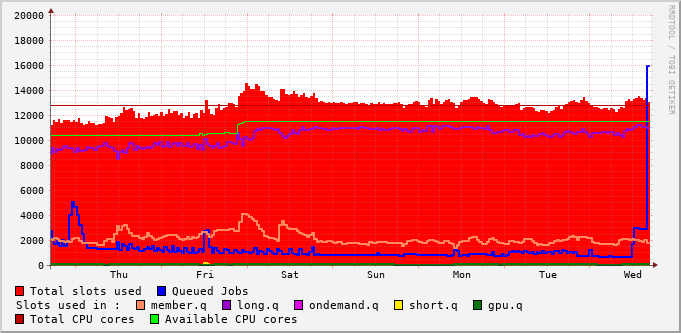 RRDTOOL / TOBI OETIKER
20000
18000
16000
14000
12000
10000
8000
6000
4000
2000
0
Thu Fri Sat Sun Mon Tue Wed
Total slots used Queued Jobs
Slots used in : member.q long.q ondemand.q short.q gpu.q
Total CPU cores Available CPU cores